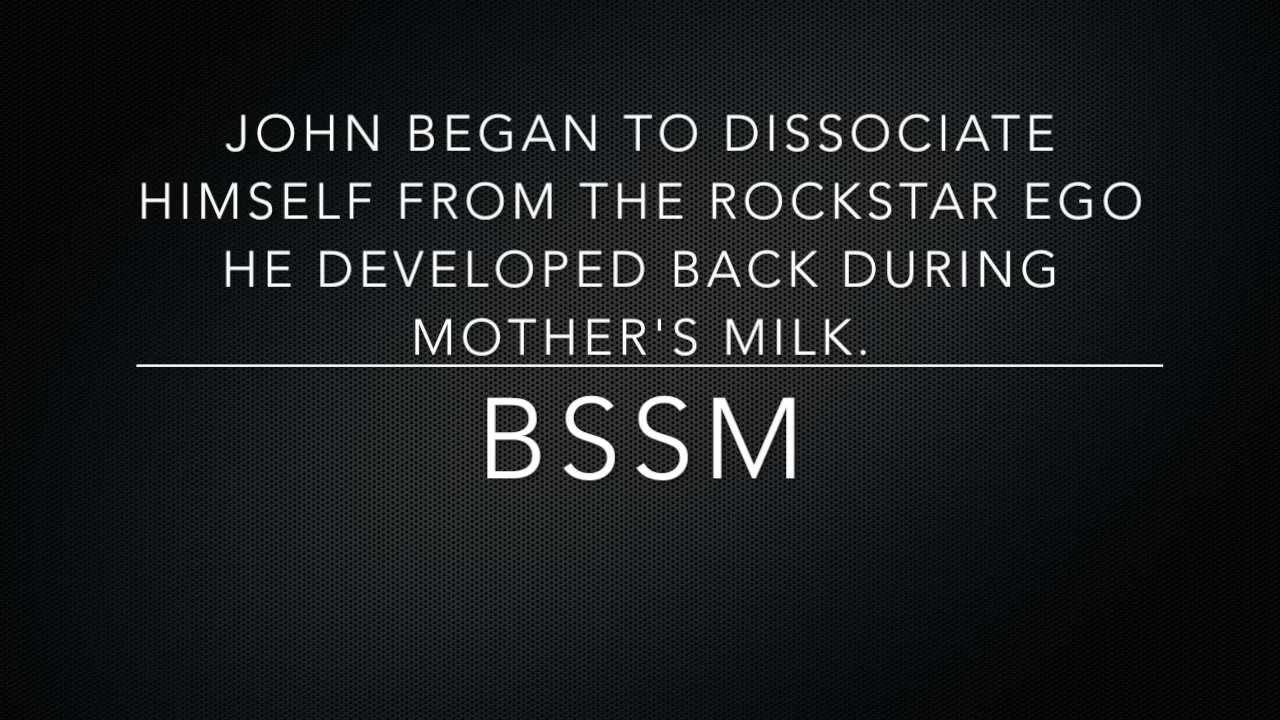 JOHN BEGAN TO DISSOCIATE
HIMSELF FROM THE ROCKSTAR EGO
HE DEVELOPED BACK DURING
MOTHER'S MILK.
BSSM